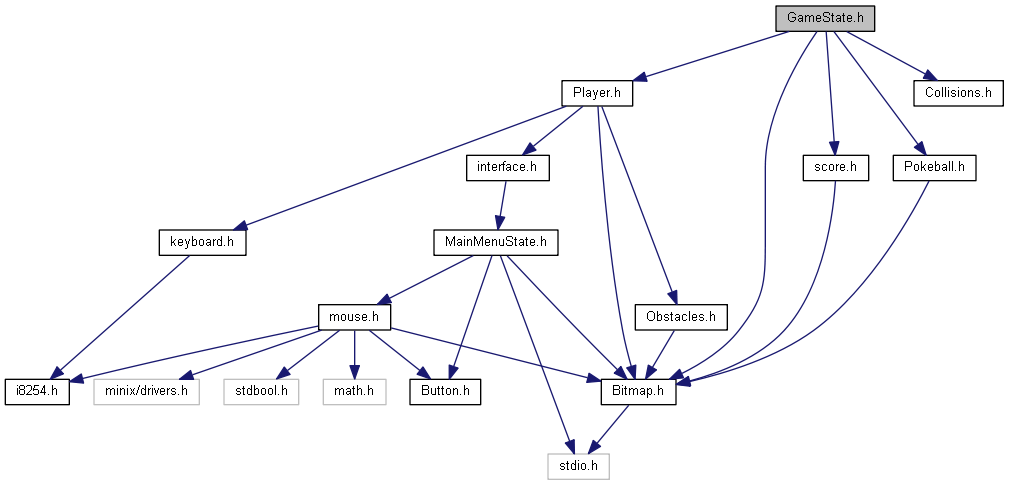 GameState.h
Player.h
Collisions.h
interface.h
score.h
Pokeball.h
keyboard.h
MainMenuState.h
mouse.h
Obstacles.h
i8254.h
minix/drivers.h
stdbool.h
math.h
Button.h
Bitmap.h
stdio.h